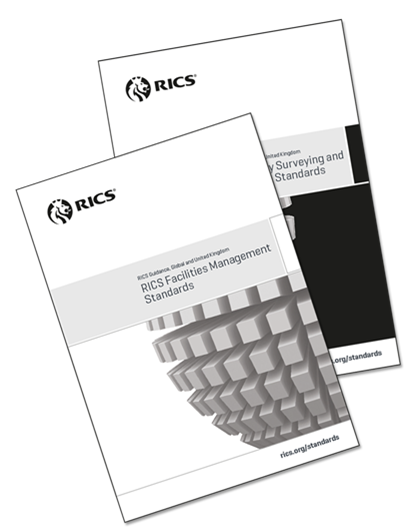 RICS
United Kingdom
Surveying and
Standards
rics.org/standards
RICS
RICS Guidance, Global and United Kingdom
RICS Facilities Management
Standards
rics.org/standards